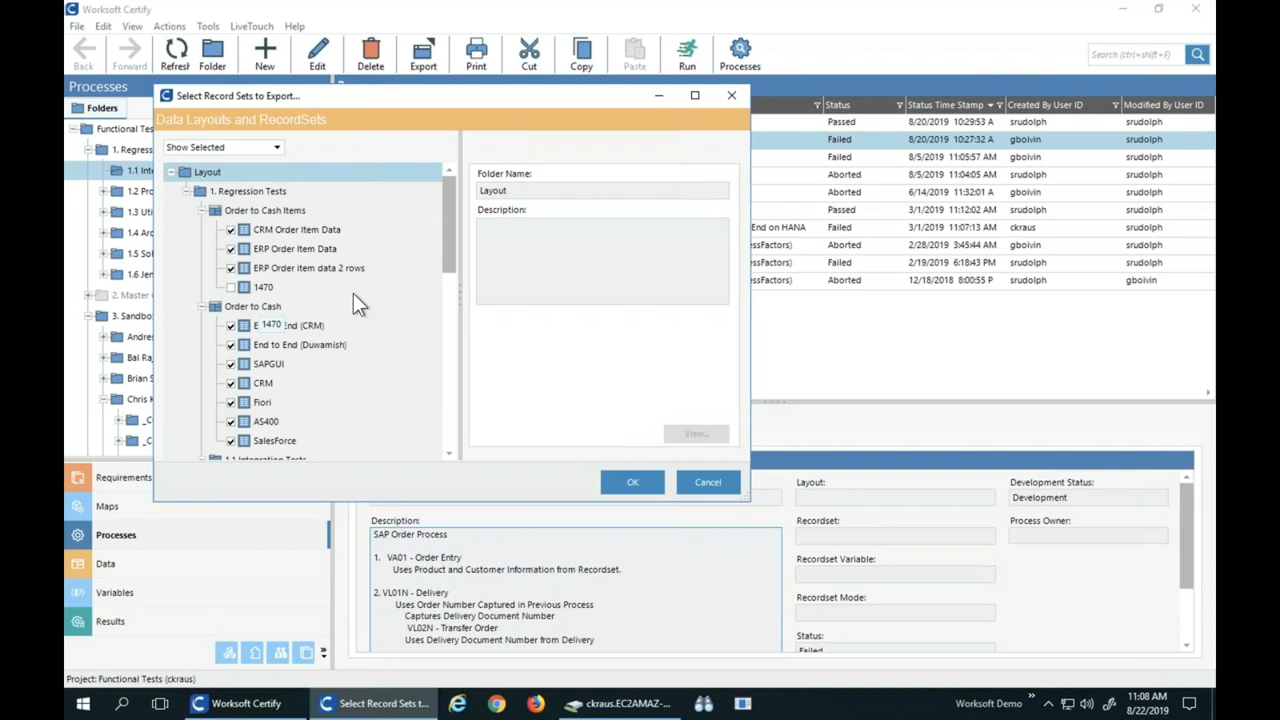 Worksoft Certify
File Edit View Actions Tools LiveTouch Help
Back Forward Refresh Folder New Edit Delete Export Print Cut Copy Paste Run Processes
Search (ctrl+shift+F)
Processes
Folders
Functional Te
1. Regress
1.1 Int
1.2 Pro
1.3 Uti
1.4 Ar
1.5 Sol
1.6 Jen
2. Master
3. Sandbo
Andre
Bal Ra
Brian S
Chris K
_C
_C
Select Record Sets to Export...
Data Layouts and RecordSets
Show Selected
Layout
1. Regression Tests
Order to Cash Items
CRM Order Item Data
ERP Order Item Data
ERP Order item data 2 rows
1470
Order to Cash
E 1470 End (CRM)
End to End (Duwamish)
SAPGUI
CRM
Fiori
AS400
SalesForce
1.1 Integration Tests
Folder Name:
Layout
Description:
View...
OK Cancel
Status Status Time Stamp Created By User ID Modified By User ID
Passed 8/20/2019 10:29:53 A srudolph srudolph
Failed 8/20/2019 10:27:32 A gboivin srudolph
Failed 8/5/2019 11:05:57 AM gboivin srudolph
Aborted 8/5/2019 11:04:05 AM srudolph srudolph
Aborted 6/14/2019 11:32:01 A gboivin srudolph
Passed 3/1/2019 11:12:02 AM srudolph srudolph
End on HANA Failed 3/1/2019 11:07:13 AM ckraus srudolph
essFactors) Aborted 2/28/2019 3:45:44 AM gboivin srudolph
essFactors) Failed 2/19/2019 6:18:43 PM srudolph srudolph
essFactors) Aborted 12/18/2018 8:00:55 P srudolph gboivin
Requirements
Maps
Processes
Data
Variables
Results
Description:
SAP Order Process
1. VA01 - Order Entry
Uses Product and Customer Information from Recordset.
2. VL01N - Delivery
Uses Order Number Captured in Previous Process
Captures Delivery Document Number
VL02N - Transfer Order
Uses Delivery Document Number from Delivery
Layout:
Recordset:
Recordset Variable:
Recordset Mode:
Status:
Failed
Development Status:
Development
Process Owner:
Project: Functional Tests (ckraus)
Worksoft Certify
Select Record Sets t...
ckraus.EC2AMAZ-...
Worksoft Demo
11:08 AM
8/22/2019